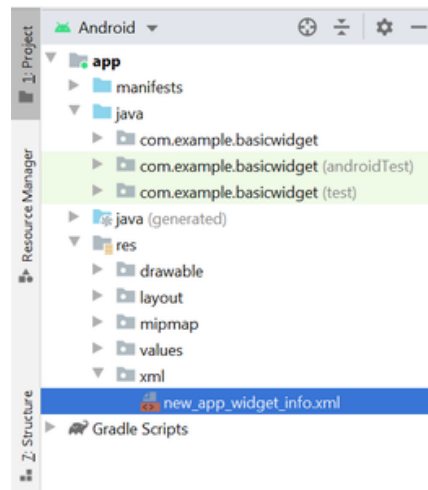 Android
1: Project
Resource Manager
7: Structure
app
manifests
java
com.example.basicwidget
com.example.basicwidget (androidTest)
com.example.basicwidget (test)
java (generated)
res
drawable
layout
mipmap
values
xml
new_app_widget_info.xml
Gradle Scripts